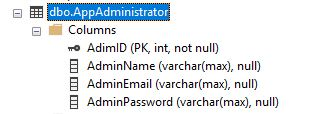 dbo.AppAdministrator
Columns
AdimID (PK, int, not null)
AdminName (varchar(max), null)
AdminEmail (varchar(max), null)
AdminPassword (varchar(max), null)